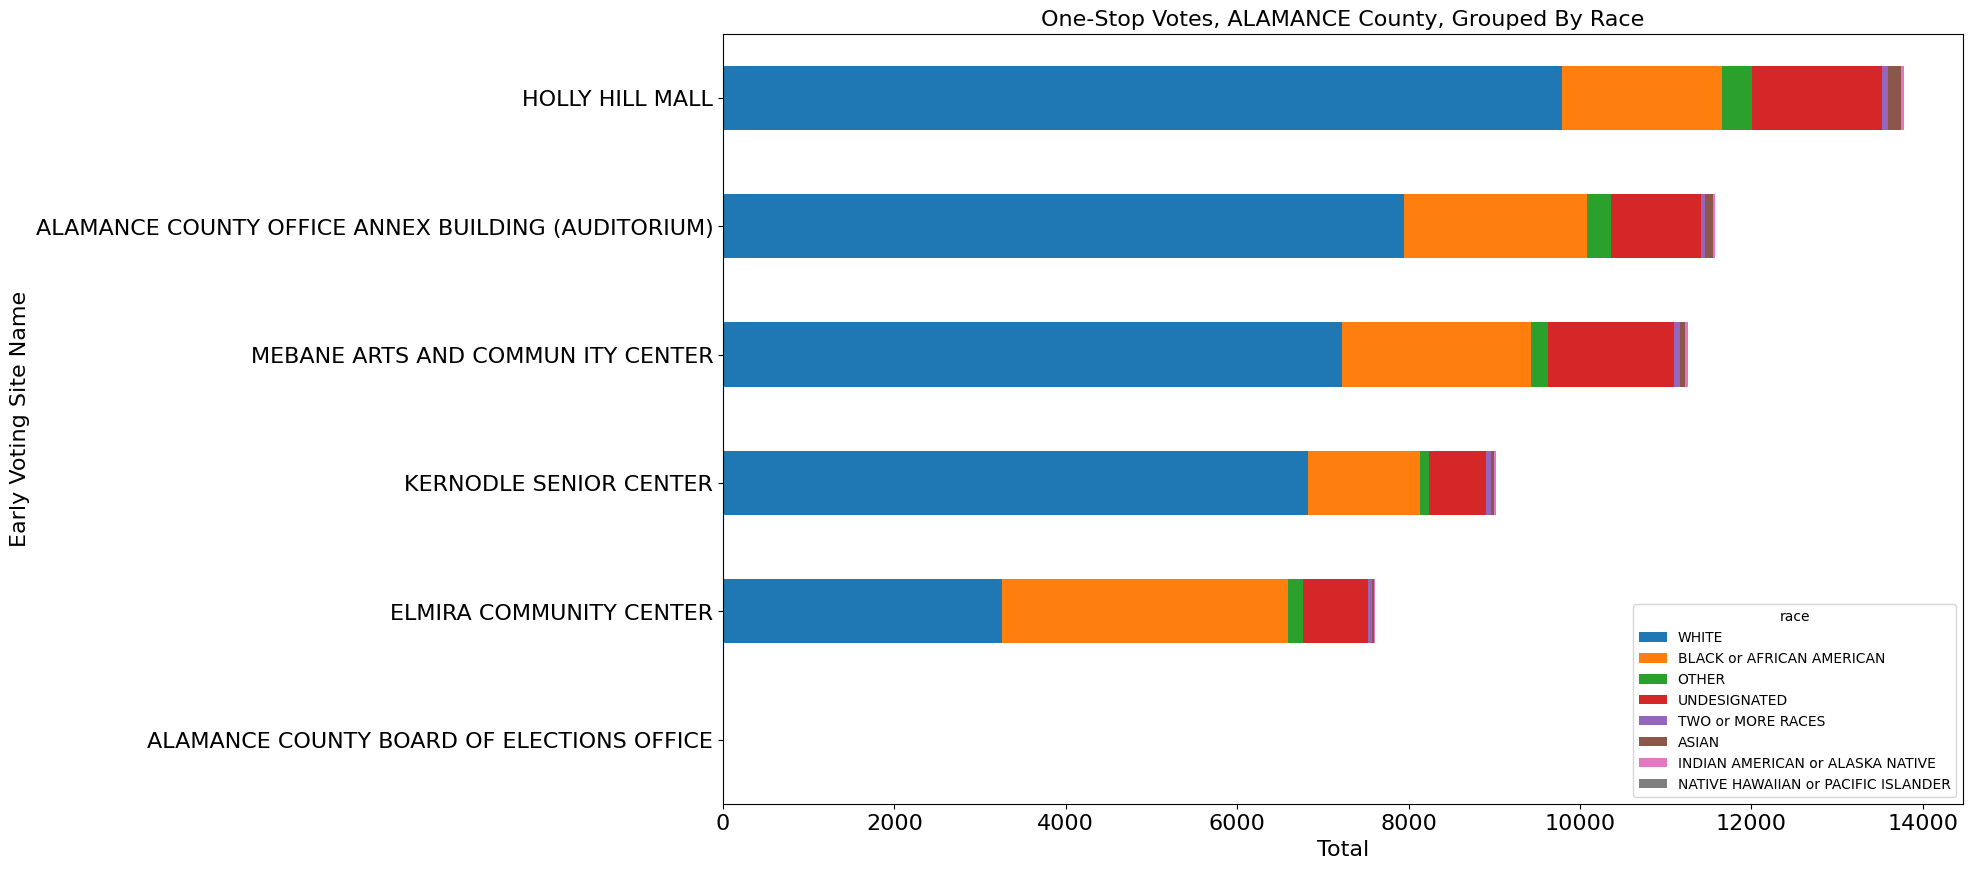 One-Stop Votes, ALAMANCE County, Grouped By Race
Early Voting Site Name
HOLLY HILL MALL
ALAMANCE COUNTY OFFICE ANNEX BUILDING (AUDITORIUM)
MEBANE ARTS AND COMMUN ITY CENTER
KERNODLE SENIOR CENTER
ELMIRA COMMUNITY CENTER
ALAMANCE COUNTY BOARD OF ELECTIONS OFFICE
race
WHITE
BLACK or AFRICAN AMERICAN
OTHER
UNDESIGNATED
TWO or MORE RACES
ASIAN
INDIAN AMERICAN or ALASKA NATIVE
NATIVE HAWAIIAN or PACIFIC ISLANDER
0 2000 4000 6000 8000 10000 12000 14000
Total